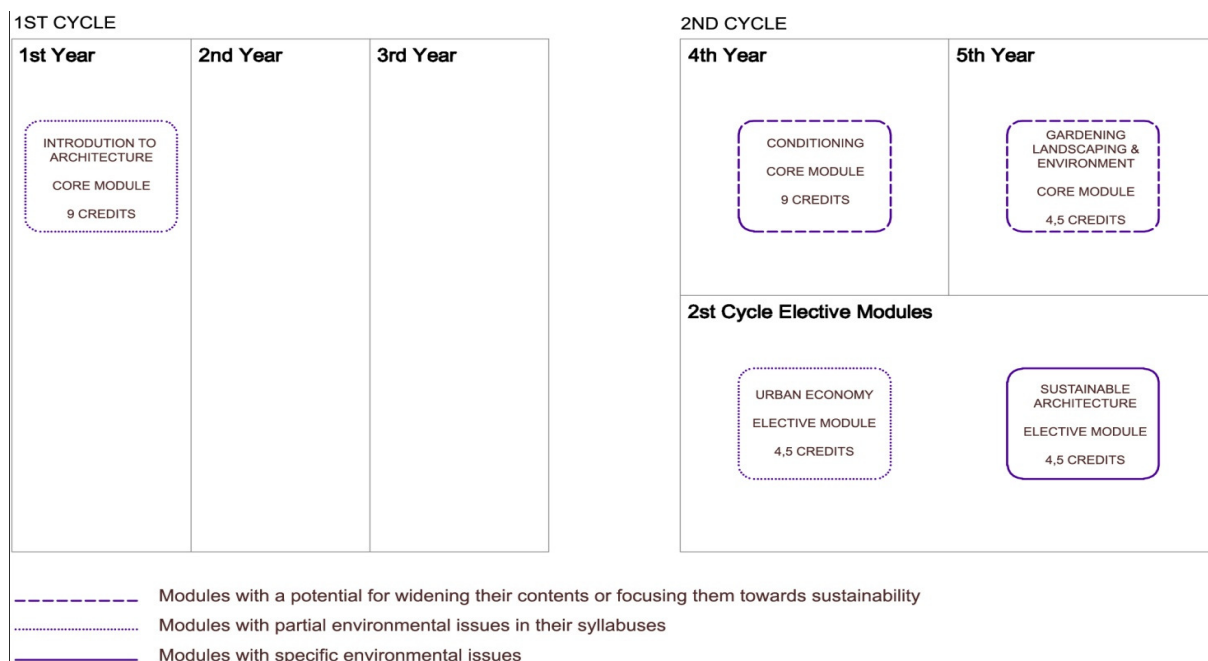 1ST CYCLE
1st Year
2nd Year
3rd Year
INTRODUTION TO
ARCHITECTURE
CORE MODULE
9 CREDITS
2ND CYCLE
4th Year
5th Year
CONDITIONING
CORE MODULE
9 CREDITS
GARDENING
LANDSCAPING &
ENVIRONMENT
CORE MODULE
4,5 CREDITS
2st Cycle Elective Modules
URBAN ECONOMY
ELECTIVE MODULE
4,5 CREDITS
SUSTAINABLE
ARCHITECTURE
ELECTIVE MODULE
4,5 CREDITS
Modules with a potential for widening their contents or focusing them towards sustainability
Modules with partial environmental issues in their syllabuses
Modules with specific environmental issues